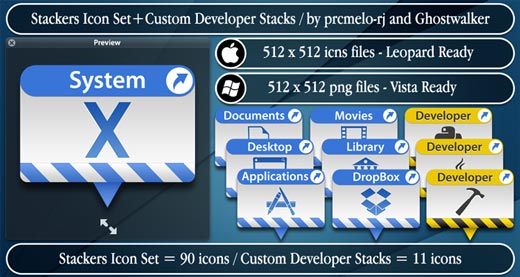 Stackers Icon Set+Custom Developer Stacks / by prcmelo-rj and Ghostwalker
Preview
System
X
512 x 512 icns files - Leopard Ready
512 x 512 png files - Vista Ready
Documents
Movies
Developer
Desktop
Library
Developer
Applications
DropBox
Developer
Stackers Icon Set = 90 icons / Custom Developer Stacks = 11 icons